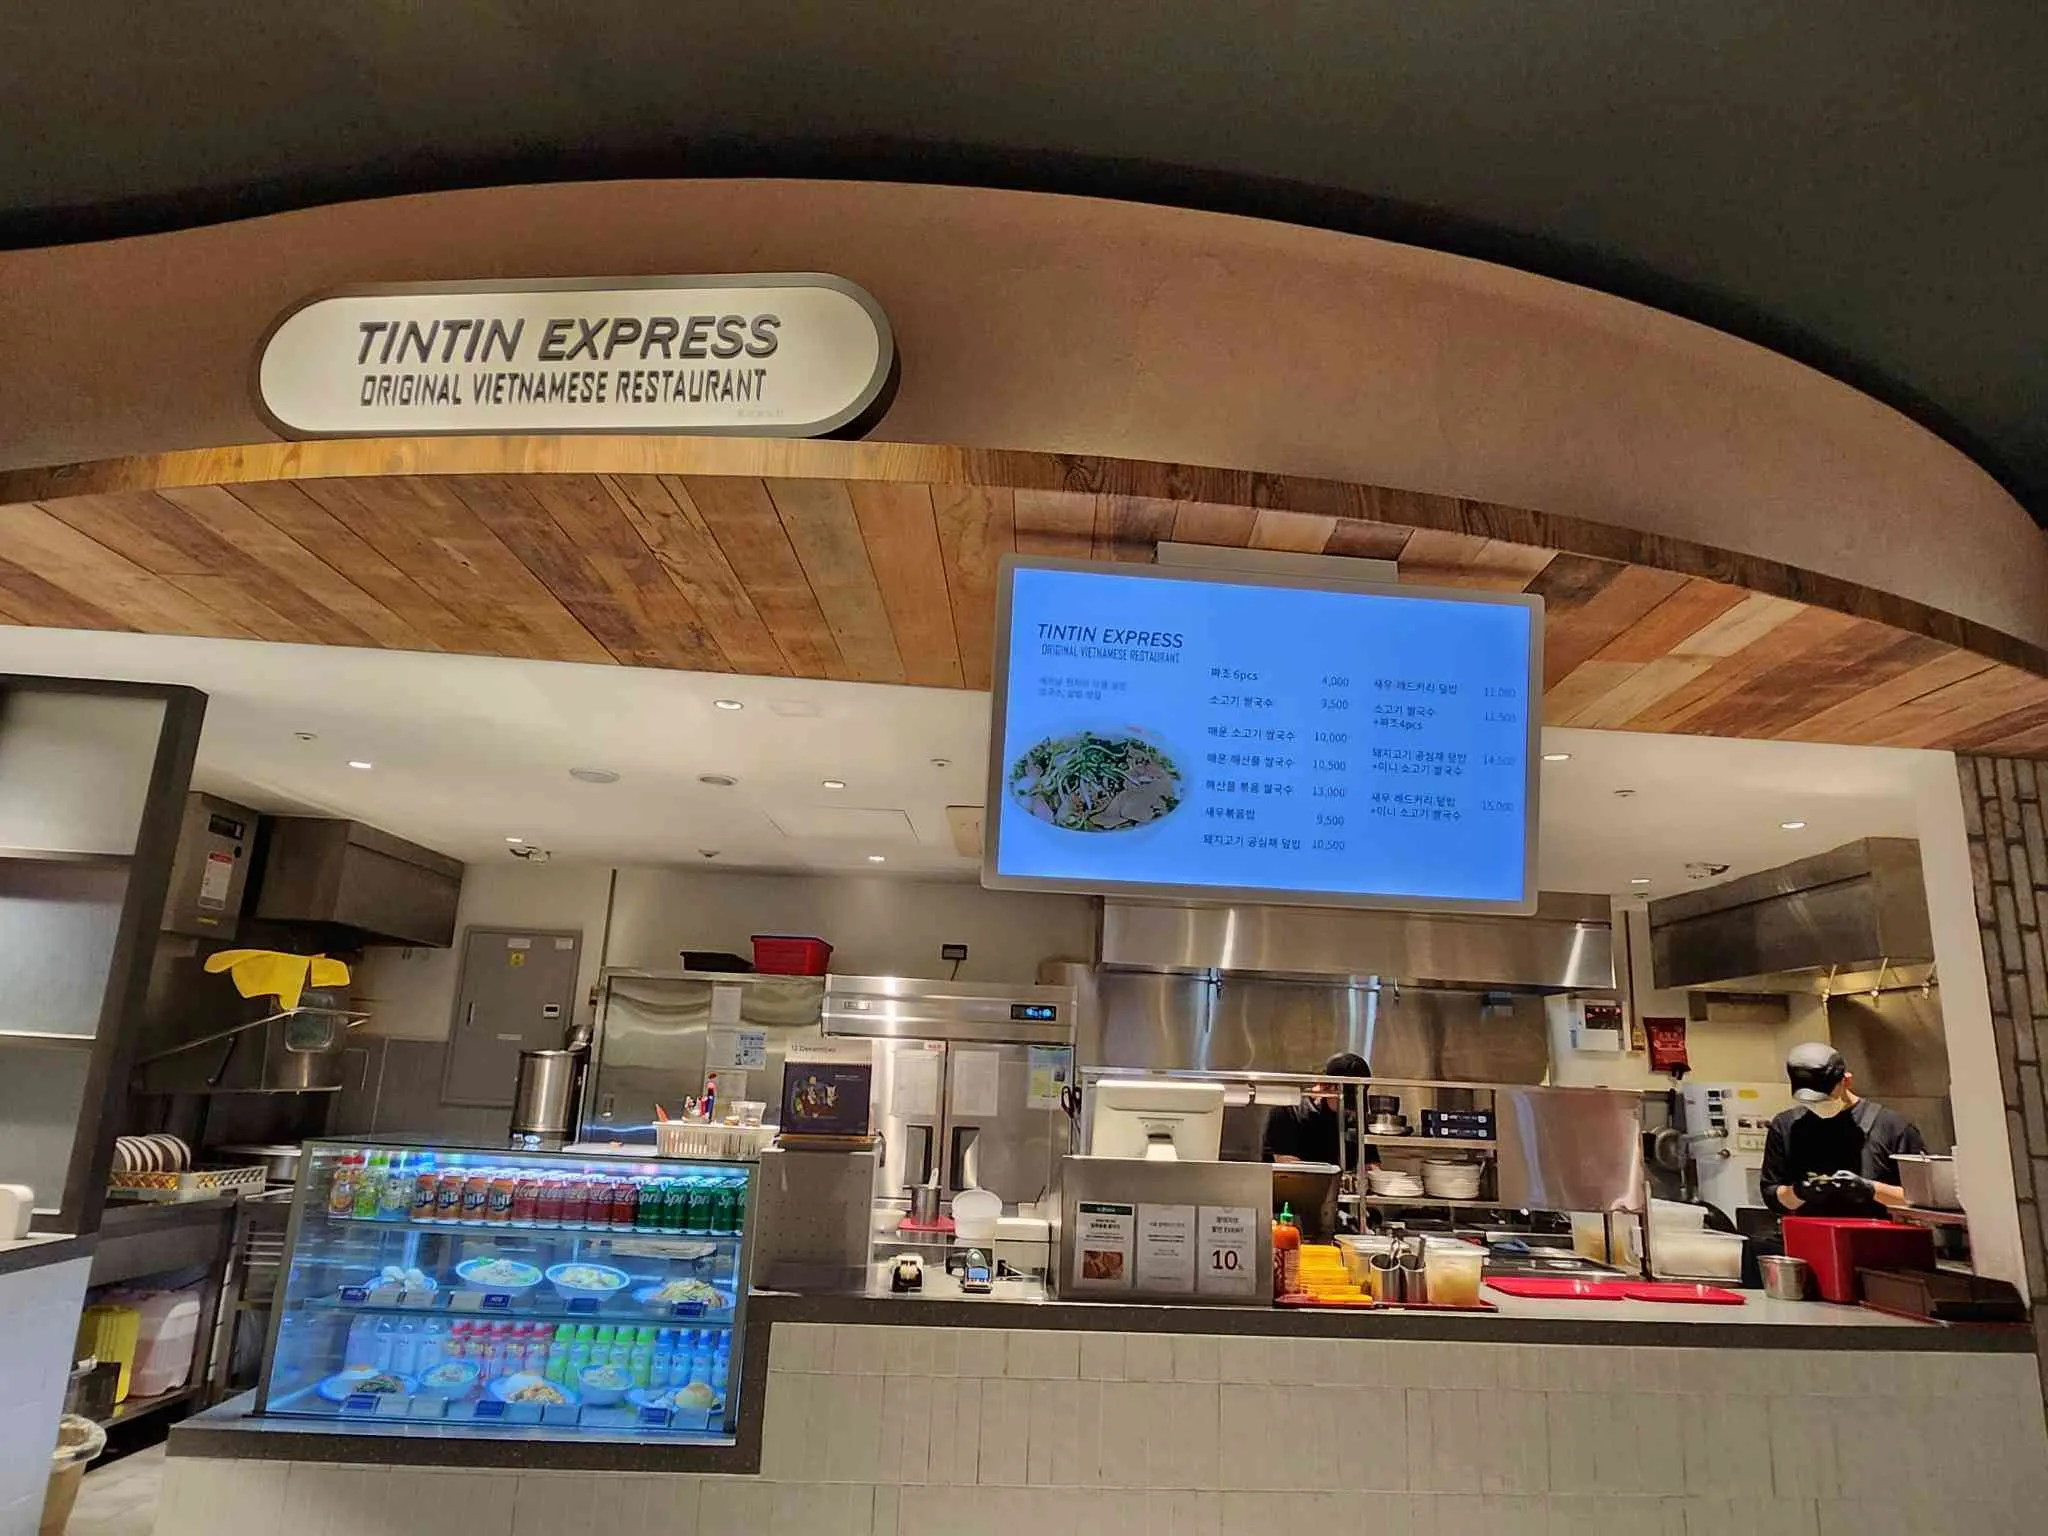 TINTIN EXPRESS
ORIGINAL VIETNAMESE RESTAURANT
TINTIN EXPRESS
ORIGINAL VIETNAMESE RESTAURANT
짜조 6pcs 4,000
소고기 쌀국수 9,500
매운 소고기 쌀국수 10,000
매운 해산물 쌀국수 10,500
해산물 볶음 쌀국수 13,000
새우볶음밥 9,500
돼지고기 공심채 덮밥 10,500
새우 레드커리 덮밥 11,000
소고기 쌀국수 11,500
+짜조4pcs
돼지고기 공심채 덮밥 14,500
+미니 소고기 쌀국수
새우 레드커리 덮밥 15,000
+미니 소고기 쌀국수
12 December
할인 EVENT
10%